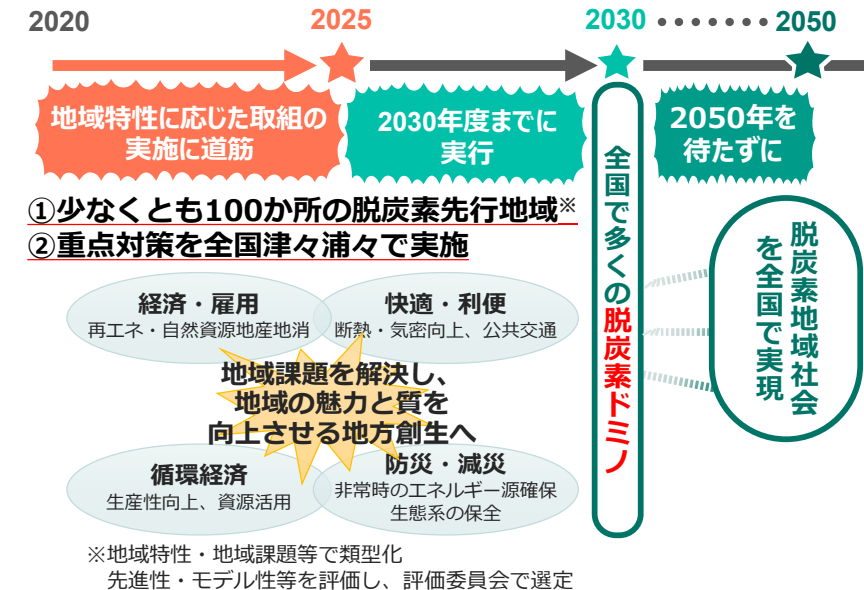 2020
2025
2030
2050
地域特性に応じた取組の
実施に道筋
2030年度までに
実行
2050年を
待たずに
①少なくとも100か所の脱炭素先行地域※
②重点対策を全国津々浦々で実施
経済・雇用
再エネ・自然資源地産地消
快適・利便
断熱・気密向上、公共交通
地域課題を解決し、
地域の魅力と質を
向上させる地方創生へ
循環経済
生産性向上、資源活用
防災・減災
非常時のエネルギー源確保
生態系の保全
全国で多くの脱炭素ドミノ
脱炭素地域社会
を全国で実現
※地域特性・地域課題等で類型化
先進性・モデル性等を評価し、評価委員会で選定